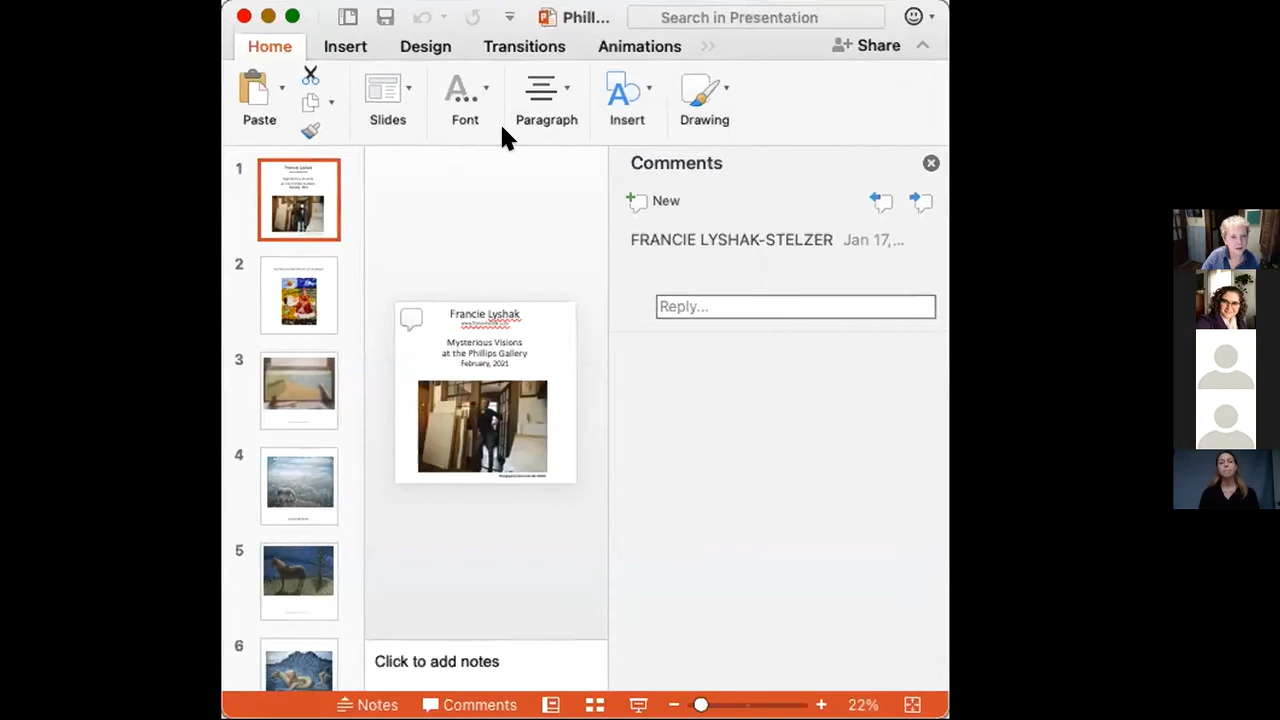 Phill...
Search in Presentation
Home
Insert
Design
Transitions
Animations
Share
Paste
Slides
Font
Paragraph
Insert
Drawing
1
2
3
4
5
6
Francie Lyshak
Mysterious Visions
at the Phillips Gallery
February, 2021
Click to add notes
Comments
New
FRANCIE LYSHAK-STELZER Jan 17,...
Reply...
Notes
Comments
22%